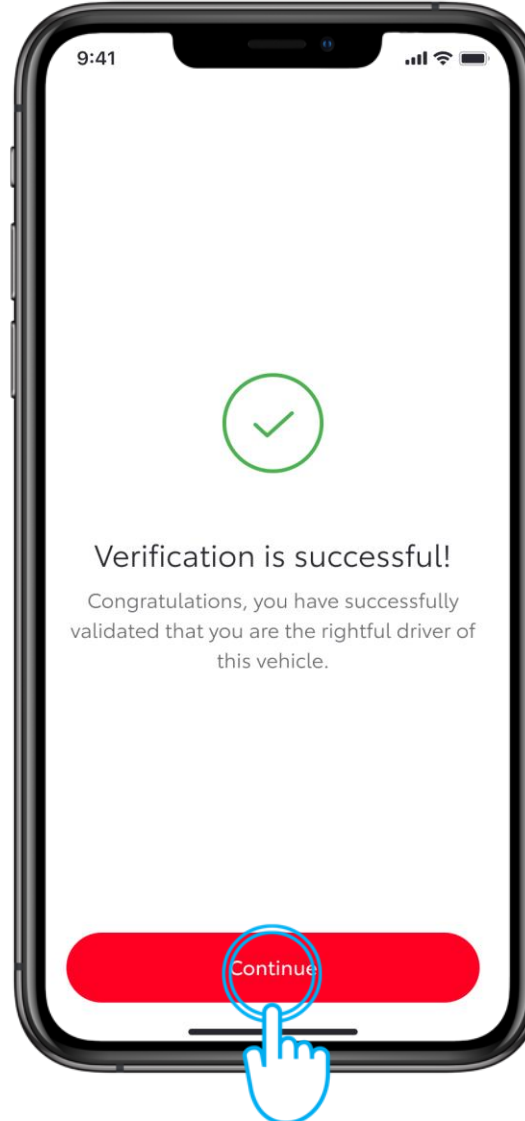 9:41
Verification is successful!
Congratulations, you have successfully
validated that you are the rightful driver of
this vehicle.
Continue